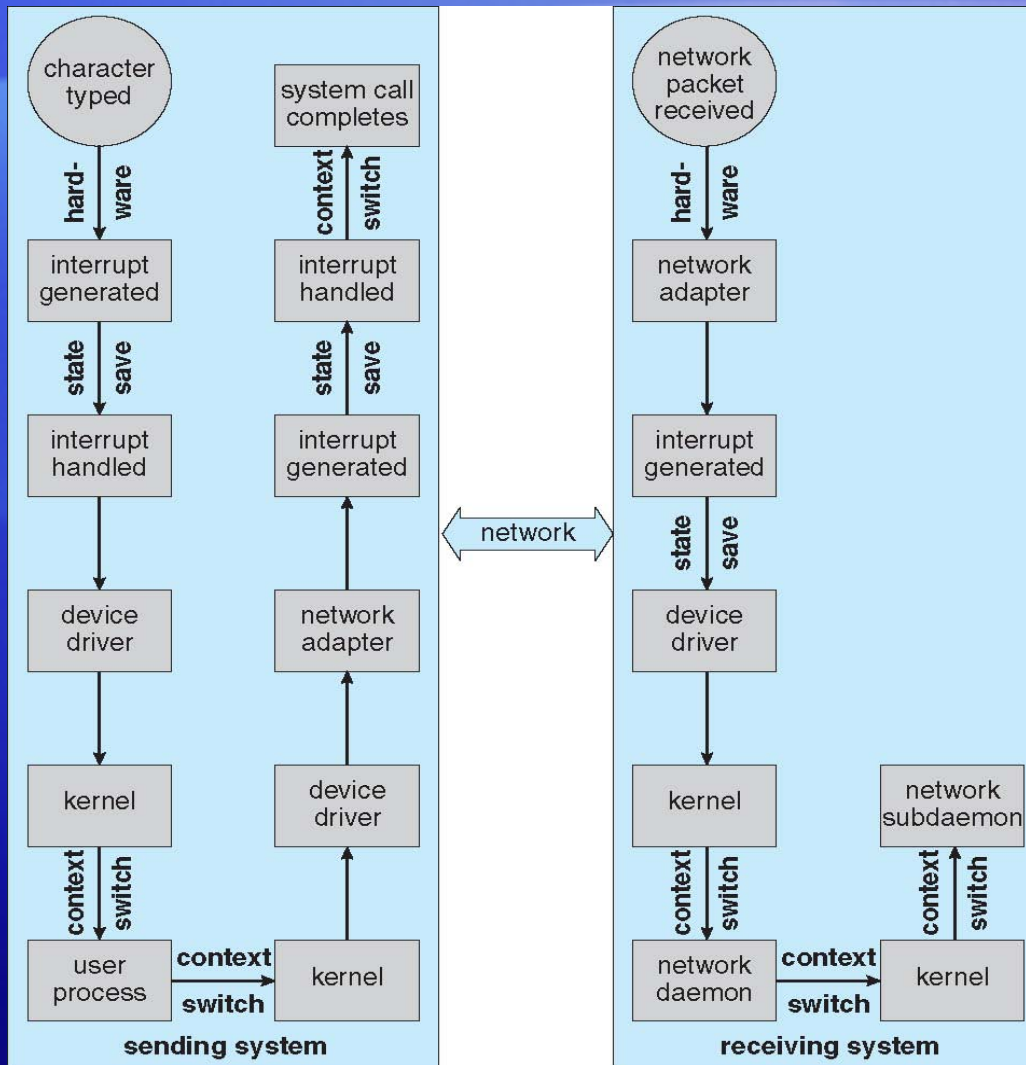 character
typed
hard-
ware
interrupt
generated
state
save
interrupt
handled
device
driver
kernel
context
switch
user
process
context
switch
kernel
device
driver
network
adapter
interrupt
generated
state
save
interrupt
handled
context
switch
system call
completes
sending system
network
network
packet
received
hard-
ware
network
adapter
interrupt
generated
state
save
device
driver
kernel
context
switch
network
daemon
context
switch
kernel
context
switch
network
subdaemon
receiving system